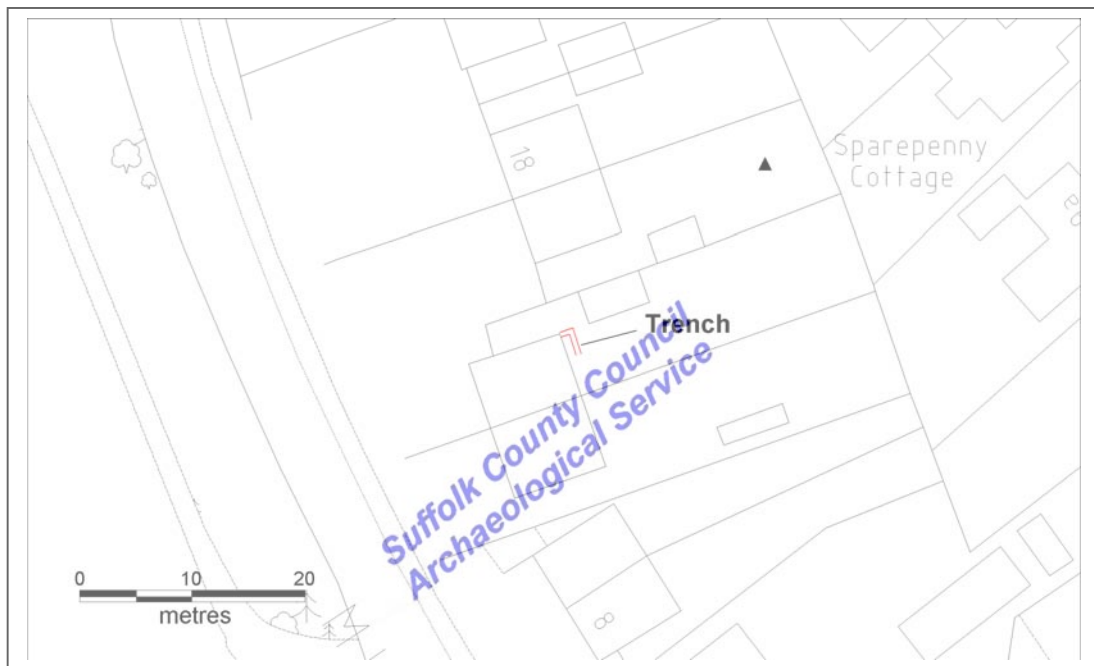 18
Sparepenny
Cottage
Trench
Suffolk County Council
Archaeological Service
0 10 20
metres
8